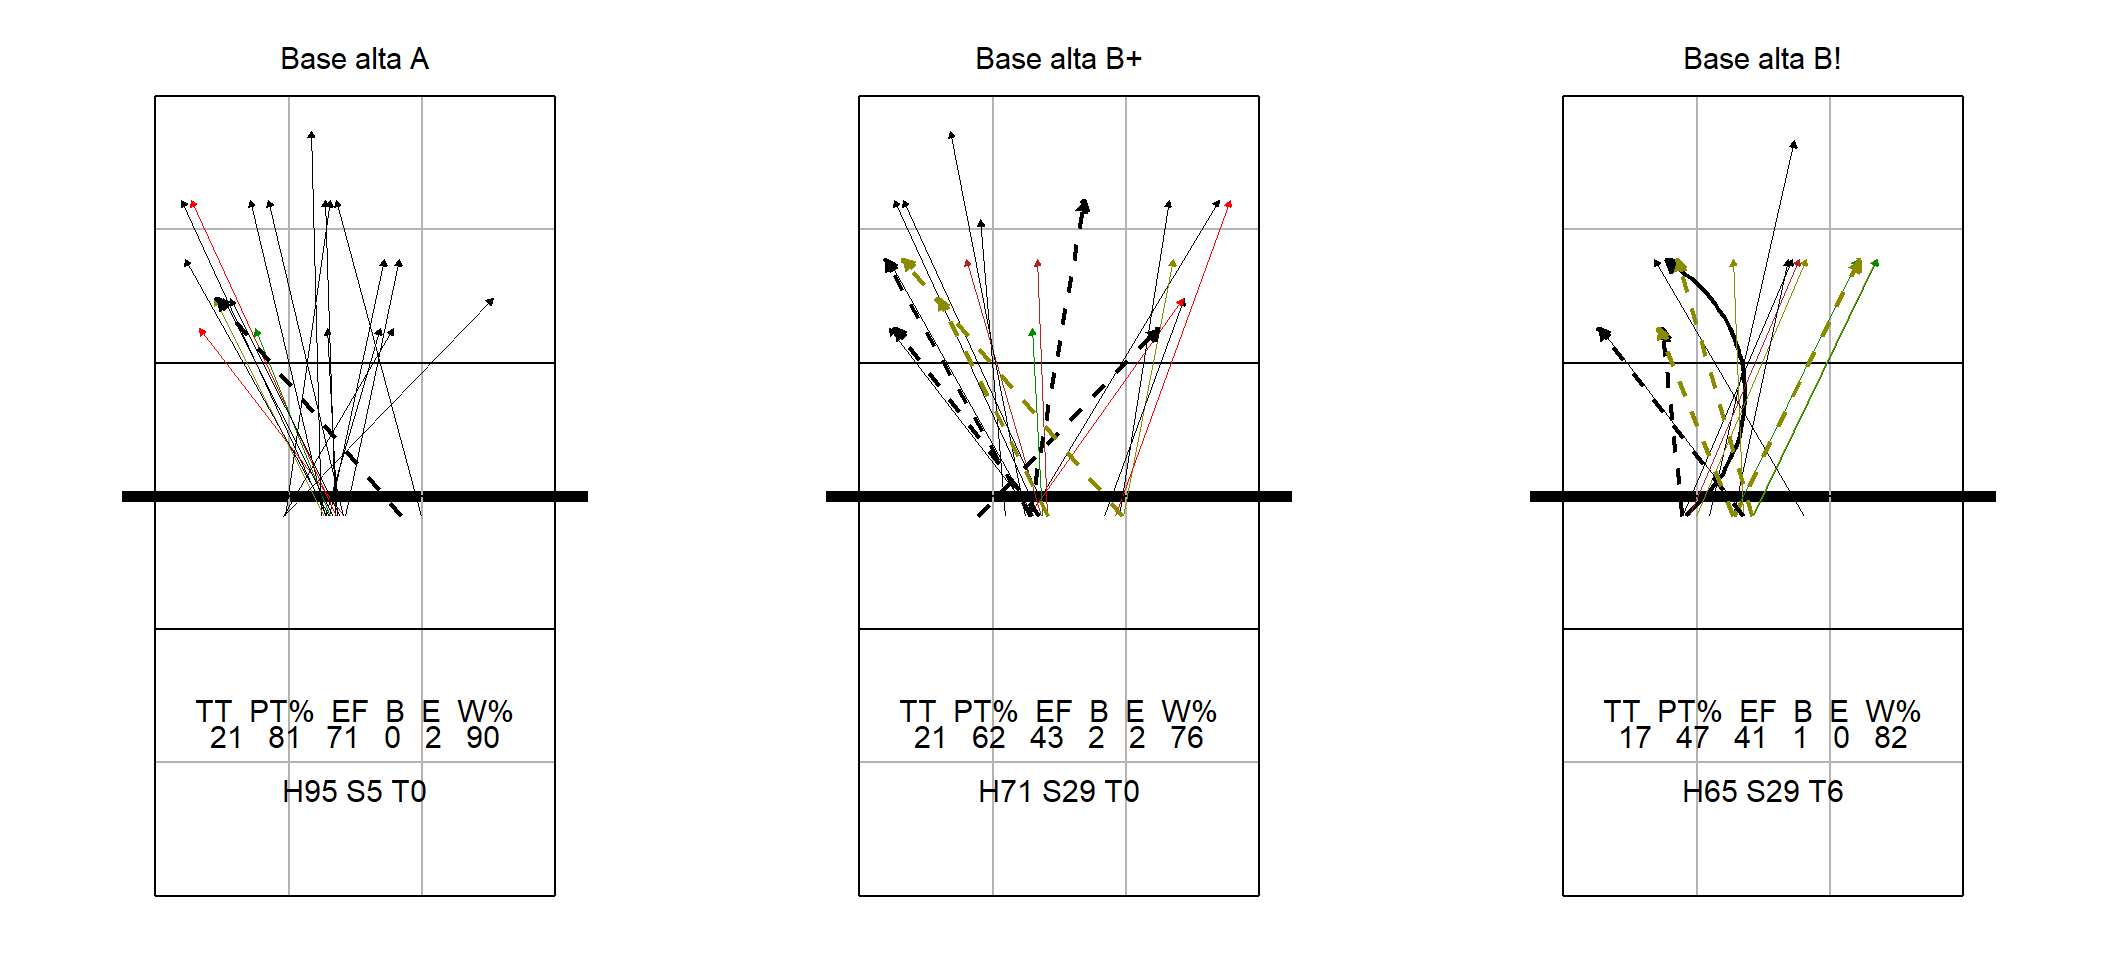 Base alta A
TT PT% EF B E W%
21 81 71 0 2 90
H95 S5 T0
Base alta B+
TT PT% EF B E W%
21 62 43 2 2 76
H71 S29 T0
Base alta B!
TT PT% EF B E W%
17 47 41 1 0 82
H65 S29 T6